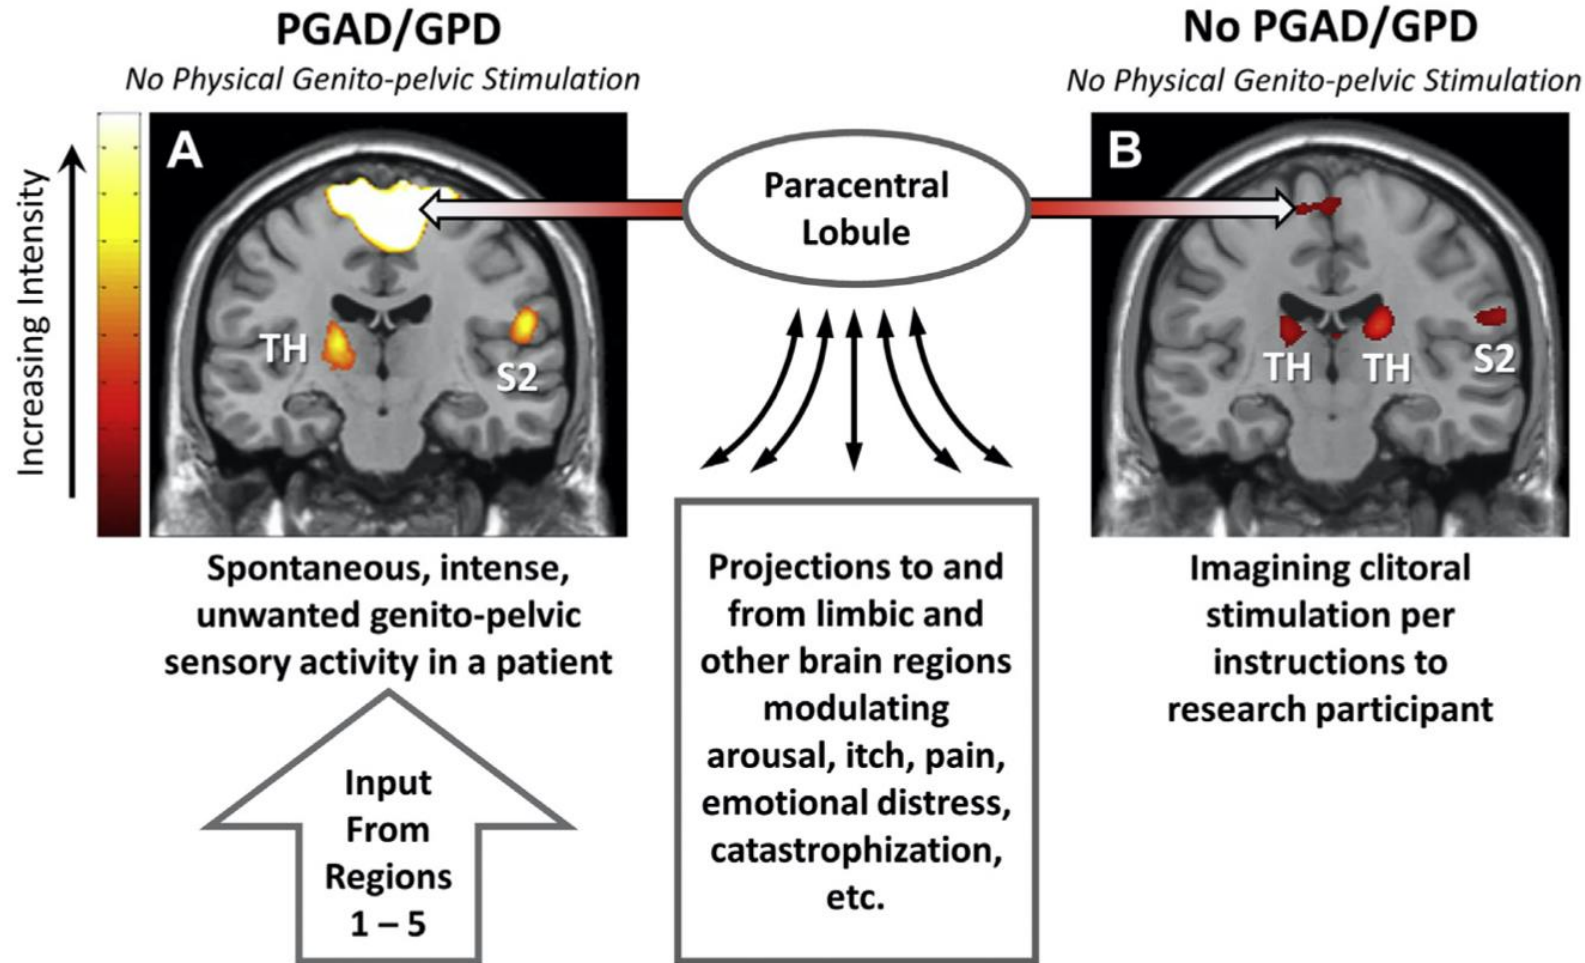 PGAD/GPD
No Physical Genito-pelvic Stimulation
Increasing Intensity
A
TH
S2
Spontaneous, intense,
unwanted genito-pelvic
sensory activity in a patient
Input
From
Regions
1 – 5
Paracentral
Lobule
Projections to and
from limbic and
other brain regions
modulating
arousal, itch, pain,
emotional distress,
catastrophization,
etc.
No PGAD/GPD
No Physical Genito-pelvic Stimulation
B
TH
TH
S2
Imagining clitoral
stimulation per
instructions to
research participant